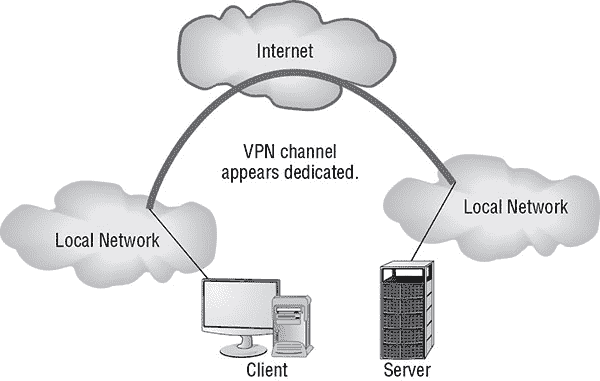 Internet
VPN channel
appears dedicated.
Local Network
Local Network
Client
Server